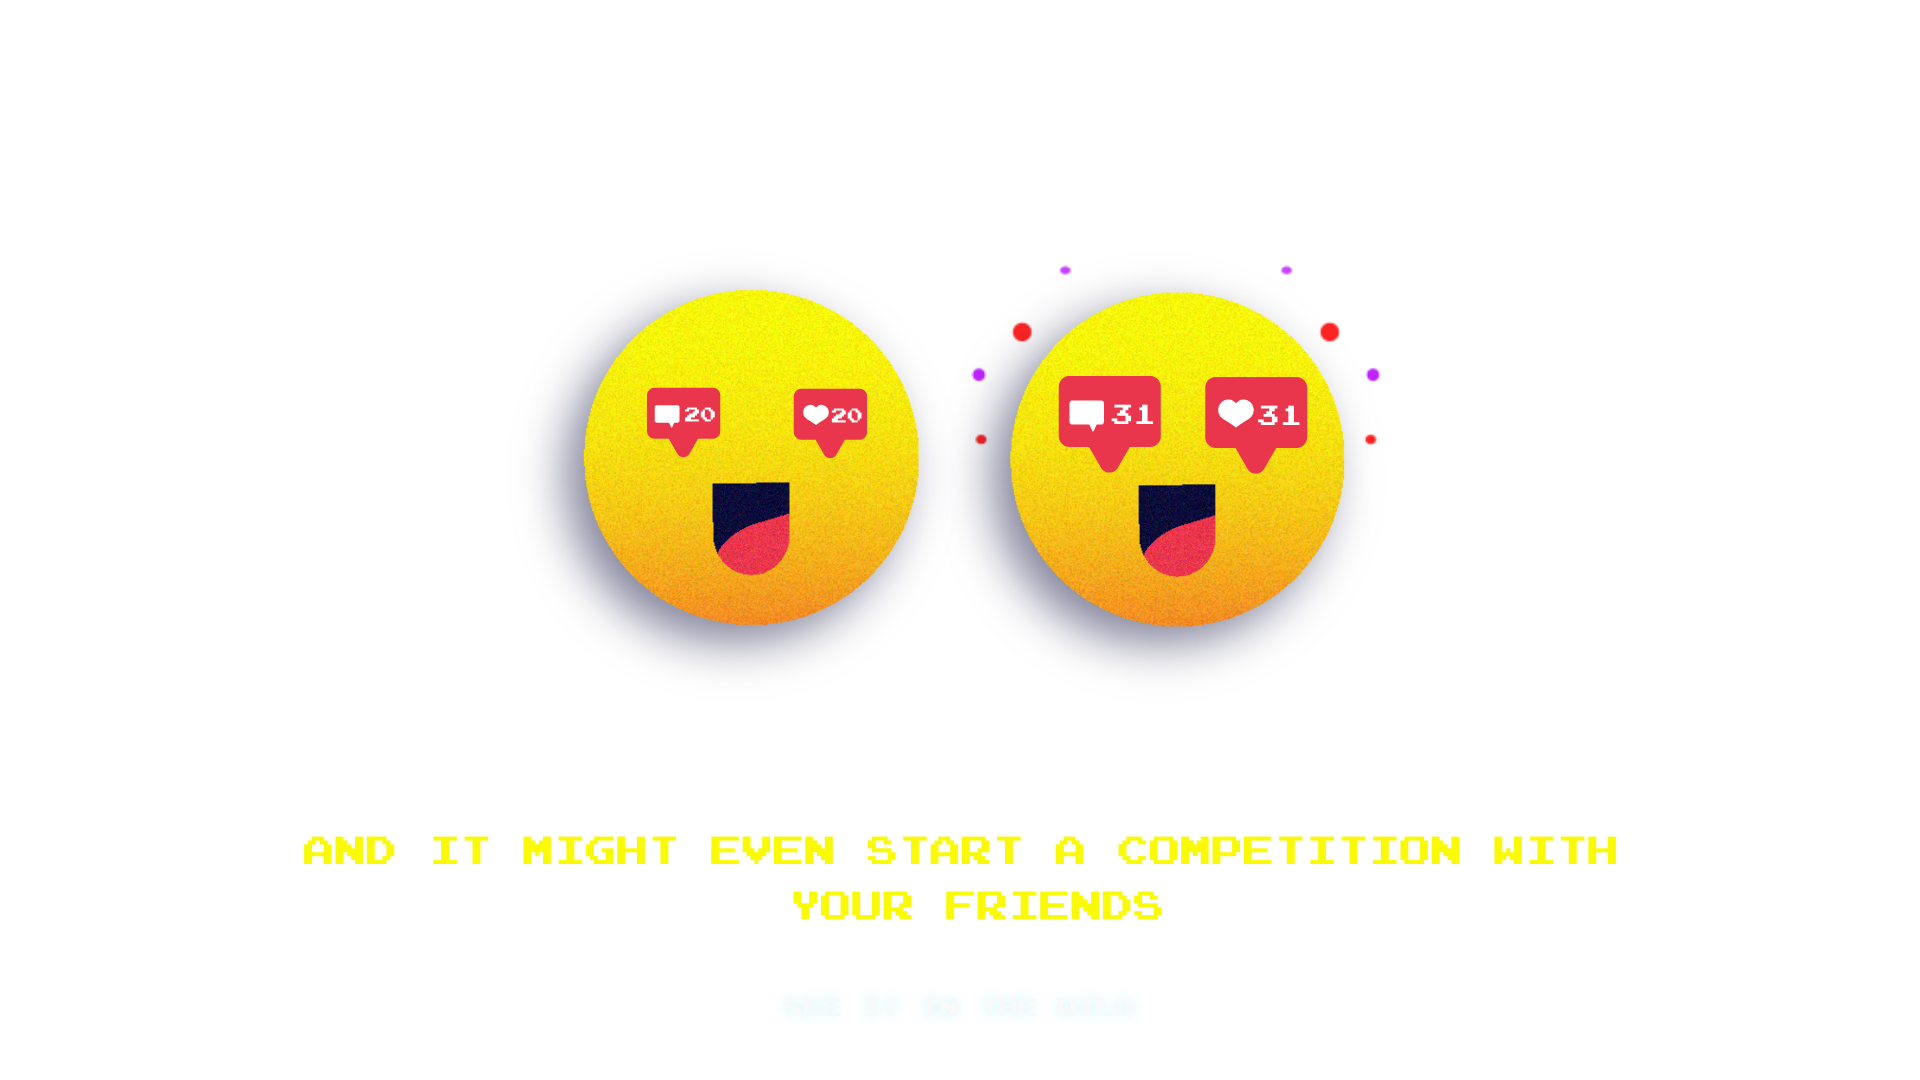 20 20 31 31
AND IT MIGHT EVEN START A COMPETITION WITH
YOUR FRIENDS